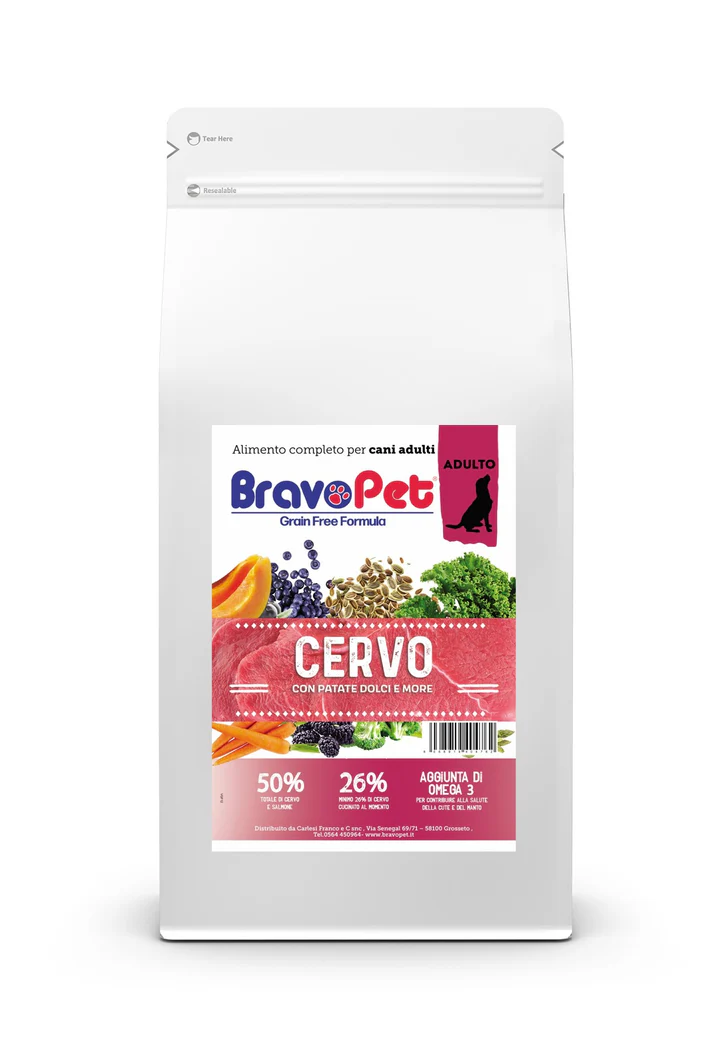 Tear Here
Resealable
Alimento completo per cani adulti
ADULTO
BravoPet®
Grain Free Formula
CERVO
CON PATATE DOLCI E MORE
50%
TOTALE DI CERVO
E SALMONE
26%
MINIMO 26% DI CERVO
CUCINATO AL MOMENTO
AGGIUNTA DI
OMEGA 3
PER CONTRIBUIRE ALLA SALUTE
DELLA CUTE E DEL MANTO
Distribuito da Cartesi Franco e C snc , Via Senegal 69/71 – 58100 Grosseto ,
Tel.0564 450964- www.bravopet.it